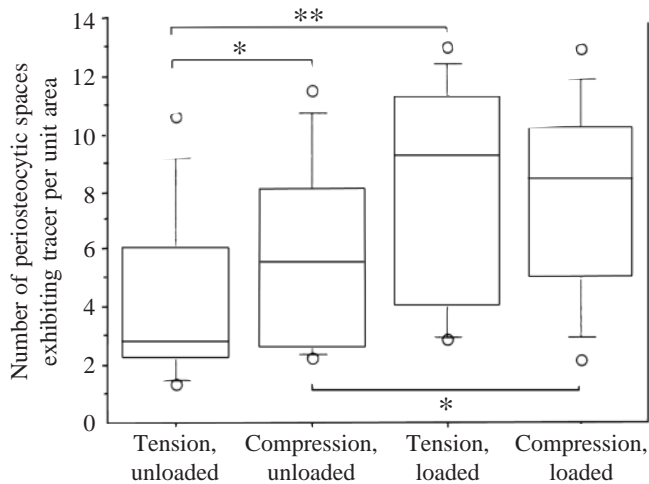 Number of periosteocytic spaces
exhibiting tracer per unit area
14
12
10
8
6
4
2
0
**
*
*
Tension,
unloaded
Compression,
unloaded
Tension,
loaded
Compression,
loaded